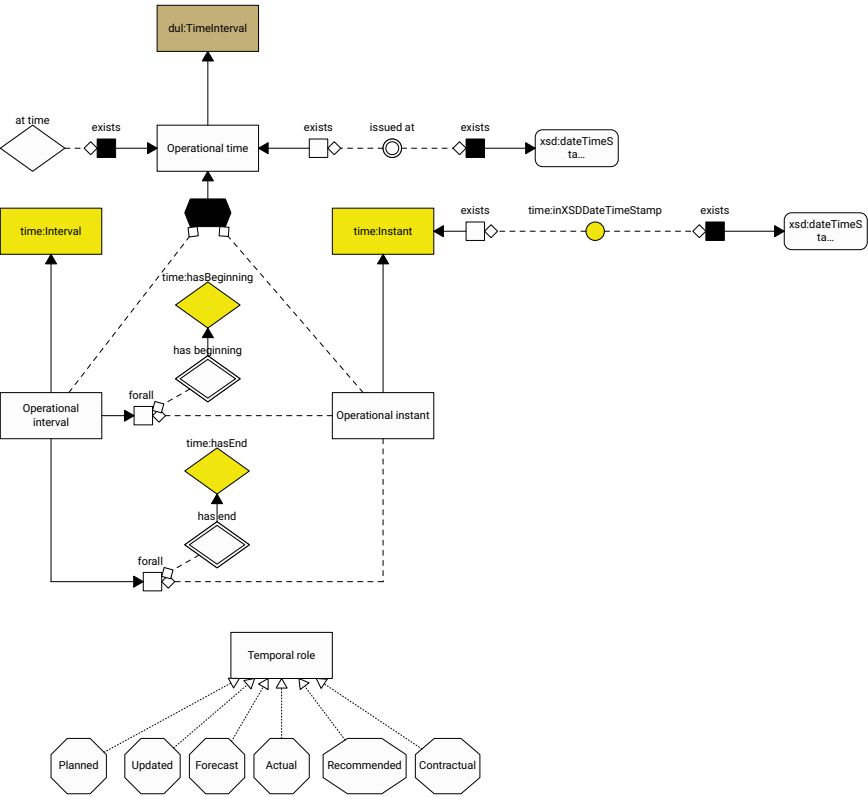 dul:TimeInterval
at time
exists
Operational time
exists
issued at
exists
xsd:dateTimeS
ta...
time:Interval
time:Instant
exists
time:inXSDDateTimeStamp
exists
xsd:dateTimeS
ta...
time:hasBeginning
has beginning
forall
Operational
interval
Operational instant
time:hasEnd
has end
forall
Temporal role
Planned
Updated
Forecast
Actual
Recommended
Contractual